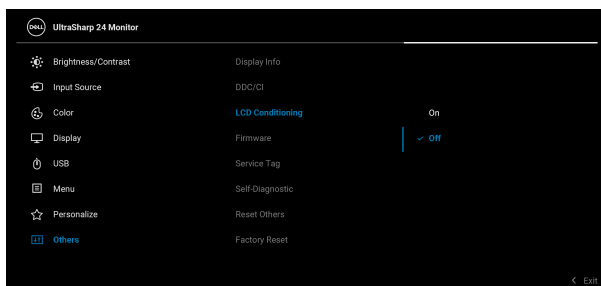 DELL UltraSharp 24 Monitor
Brightness/Contrast Display Info
Input Source DDC/CI
Color LCD Conditioning On
Display Firmware Off
USB Service Tag
Menu Self-Diagnostic
Personalize Reset Others
Others Factory Reset
Exit